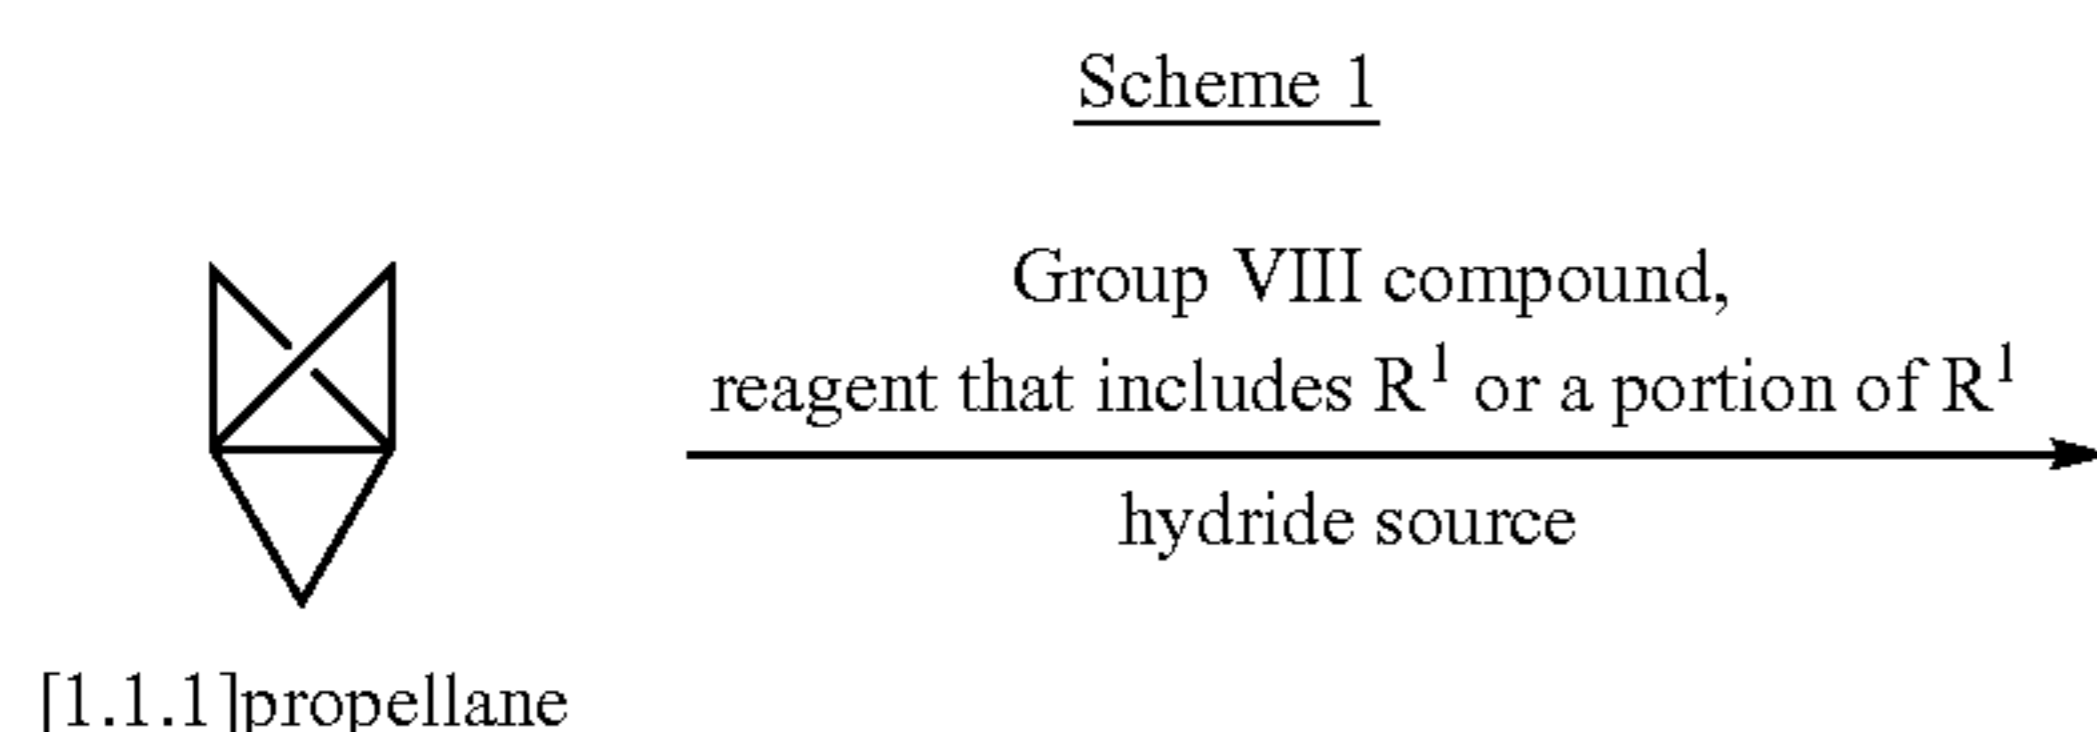 Scheme 1
Group VIII compound,
reagent that includes R¹ or a portion of R¹
hydride source
[1.1.1]propellane